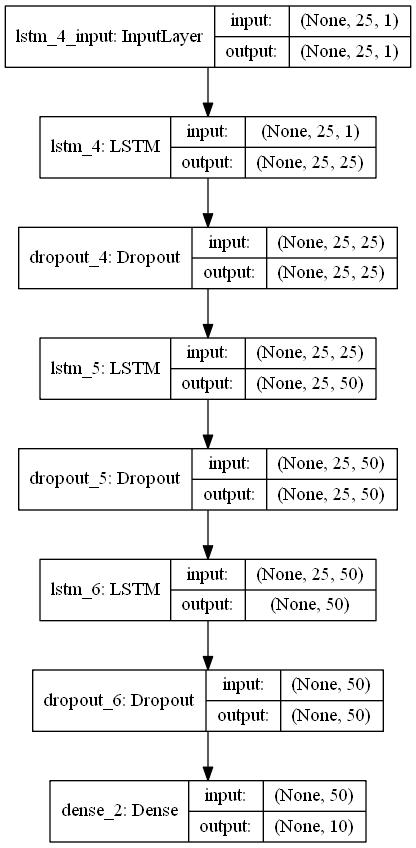 lstm_4_input: InputLayer
input: (None, 25, 1)
output: (None, 25, 1)
lstm_4: LSTM
input: (None, 25, 1)
output: (None, 25, 25)
dropout_4: Dropout
input: (None, 25, 25)
output: (None, 25, 25)
lstm_5: LSTM
input: (None, 25, 25)
output: (None, 25, 50)
dropout_5: Dropout
input: (None, 25, 50)
output: (None, 25, 50)
lstm_6: LSTM
input: (None, 25, 50)
output: (None, 50)
dropout_6: Dropout
input: (None, 50)
output: (None, 50)
dense_2: Dense
input: (None, 50)
output: (None, 10)